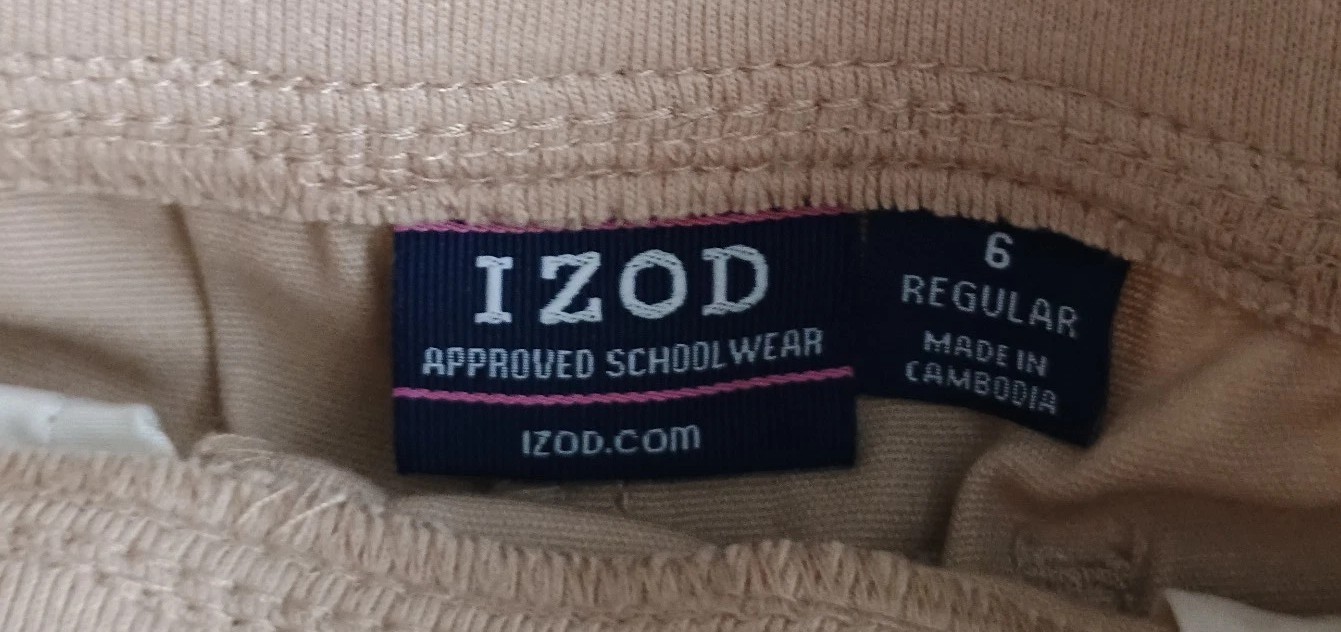 IZOD
APPROVED SCHOOLWEAR
IZOD.COM
6
REGULAR
MADE IN
CAMBODIA